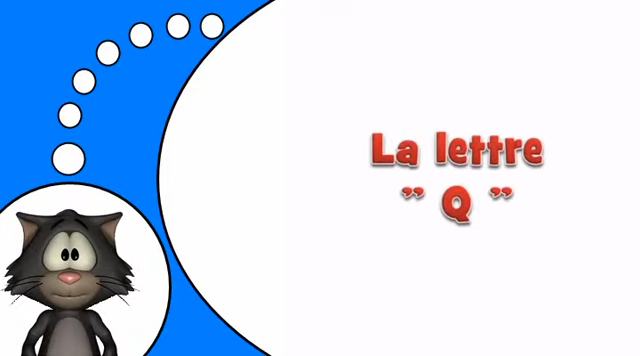 La lettre
” Q ”